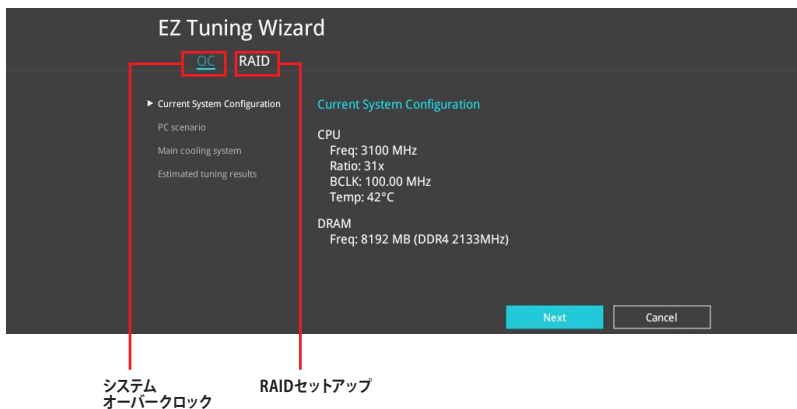 EZ Tuning Wizard
OC RAID
▶ Current System Configuration
PC scenario
Main cooling system
Estimated tuning results
Current System Configuration
CPU
Freq: 3100 MHz
Ratio: 31x
BCLK: 100.00 MHz
Temp: 42°C
DRAM
Freq: 8192 MB (DDR4 2133MHz)
Next Cancel
システム
オーバークロック
RAIDセットアップ